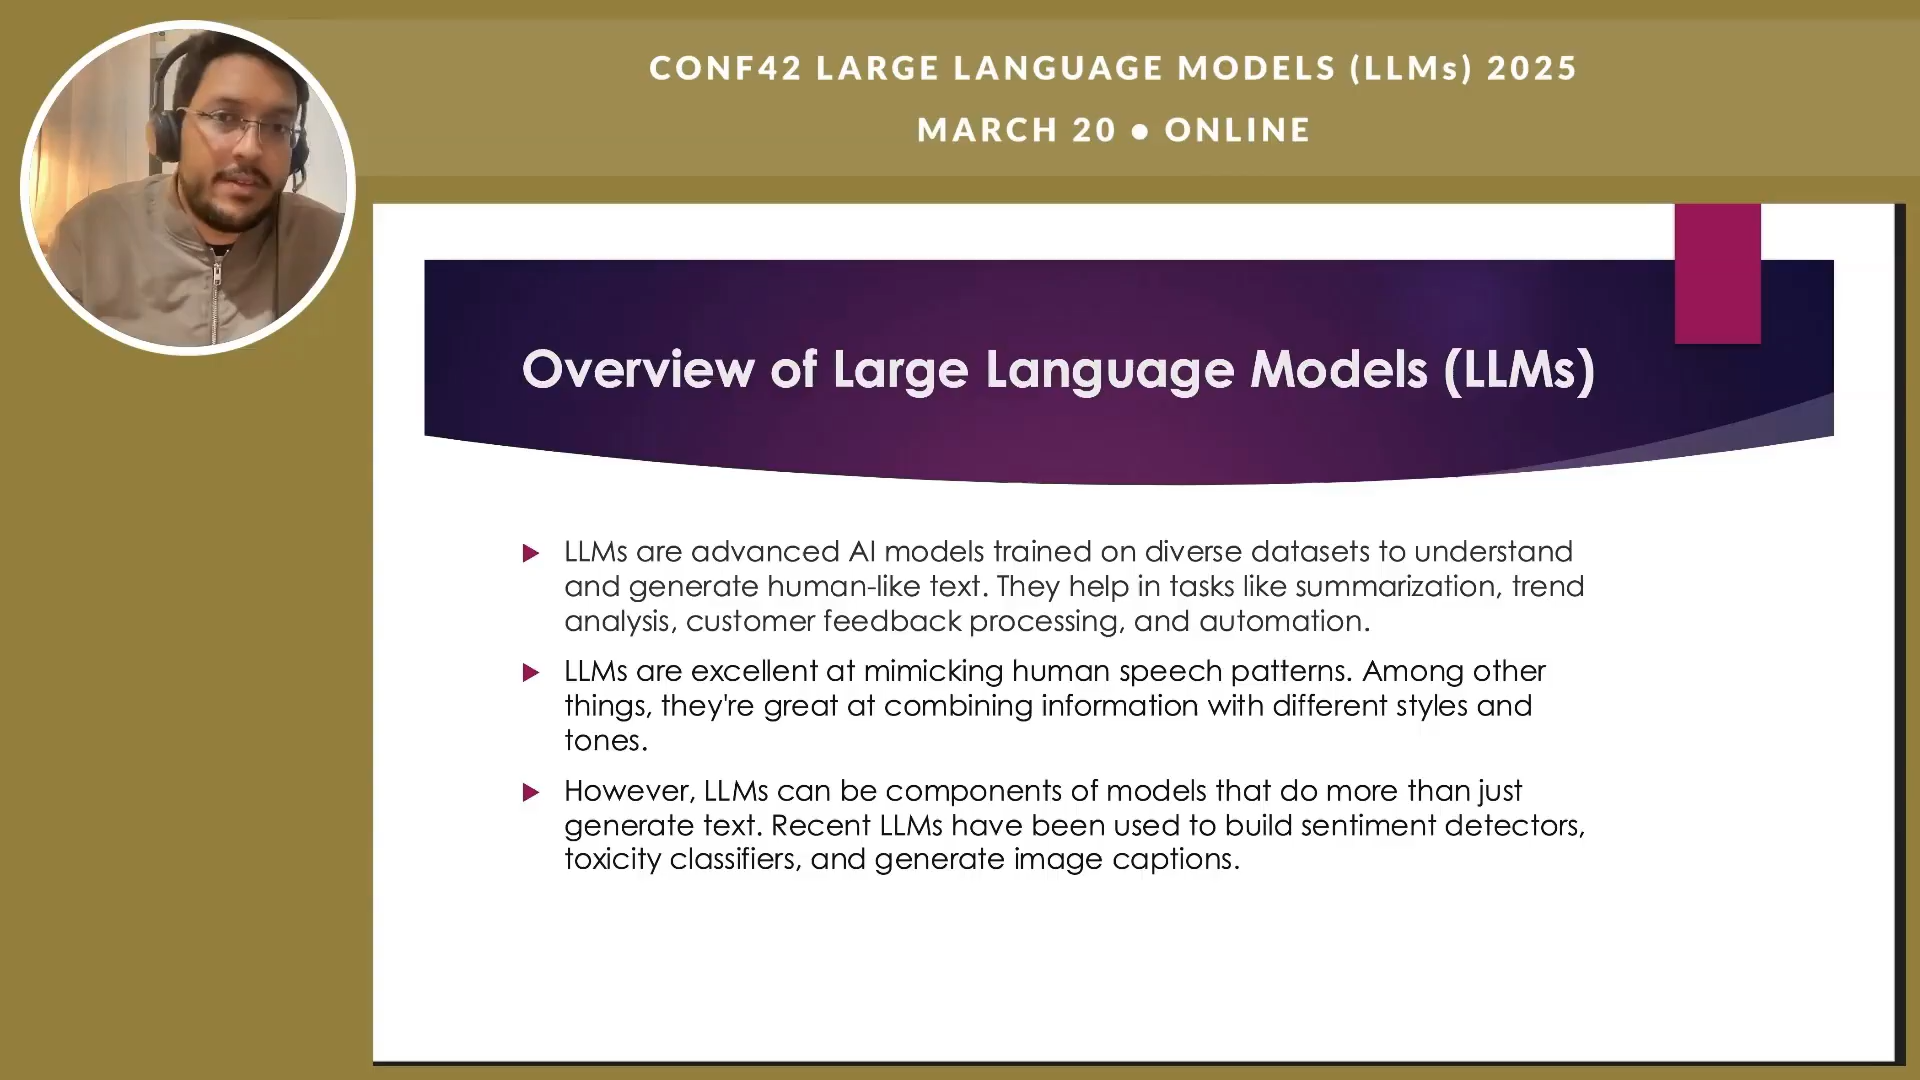 CONF42 LARGE LANGUAGE MODELS (LLMs) 2025
MARCH 20 ● ONLINE
Overview of Large Language Models (LLMs)
LLMs are advanced AI models trained on diverse datasets to understand
and generate human-like text. They help in tasks like summarization, trend
analysis, customer feedback processing, and automation.
LLMs are excellent at mimicking human speech patterns. Among other
things, they're great at combining information with different styles and
tones.
However, LLMs can be components of models that do more than just
generate text. Recent LLMs have been used to build sentiment detectors,
toxicity classifiers, and generate image captions.